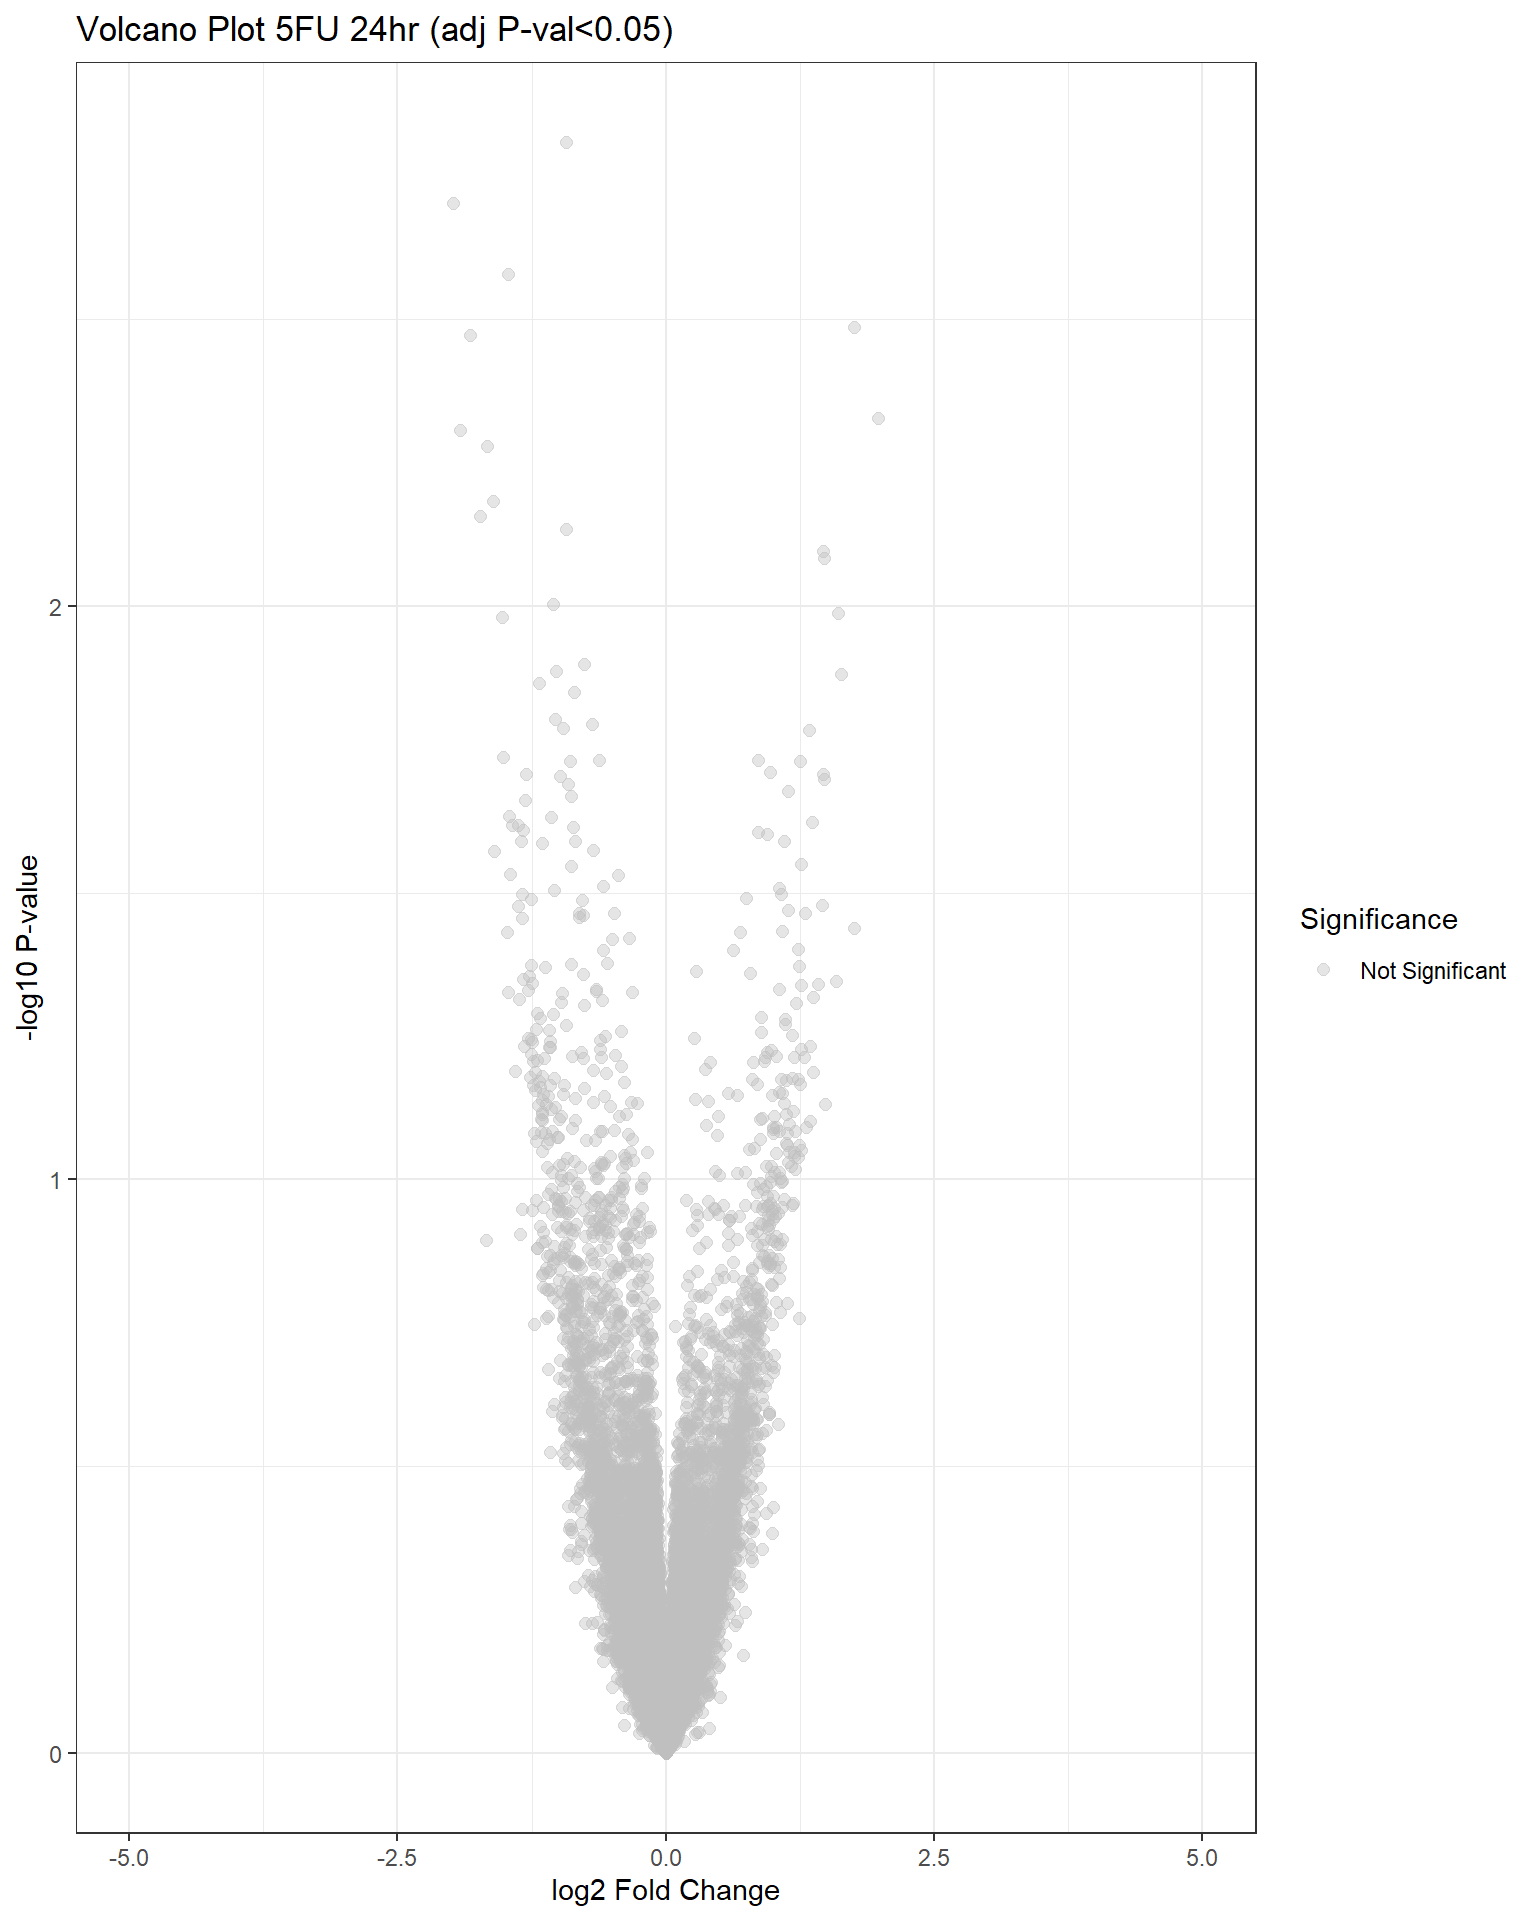 Volcano Plot 5FU 24hr (adj P-val<0.05)
-log10 P-value
2
1
0
-5.0
-2.5
0.0
2.5
5.0
log2 Fold Change
Significance
Not Significant